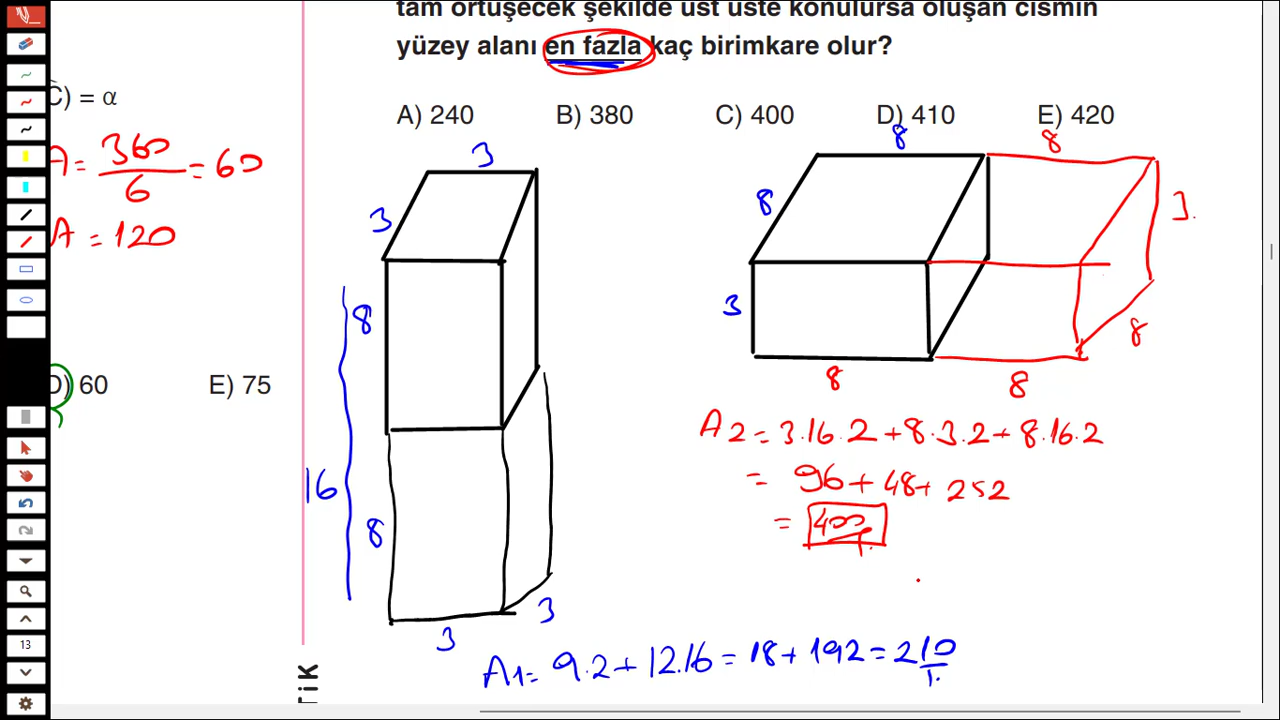 tam örtüşecek şekilde üst üste konulursa oluşan cismin
yüzey alanı en fazla kaç birimkare olur?
A) 240 B) 380 C) 400 D) 410 E) 420
C) = α
A = 360/6 = 60
A = 120
D) 60 E) 75
3
3
8
16
8
3
3
8
8
8
3
3.
8
8
8
A2 = 3.16.2 + 8.3.2 + 8.16.2
= 96 + 48 + 252
= 400
A1 = 9.2 + 12.16 = 18 + 192 = 210
TİK
13